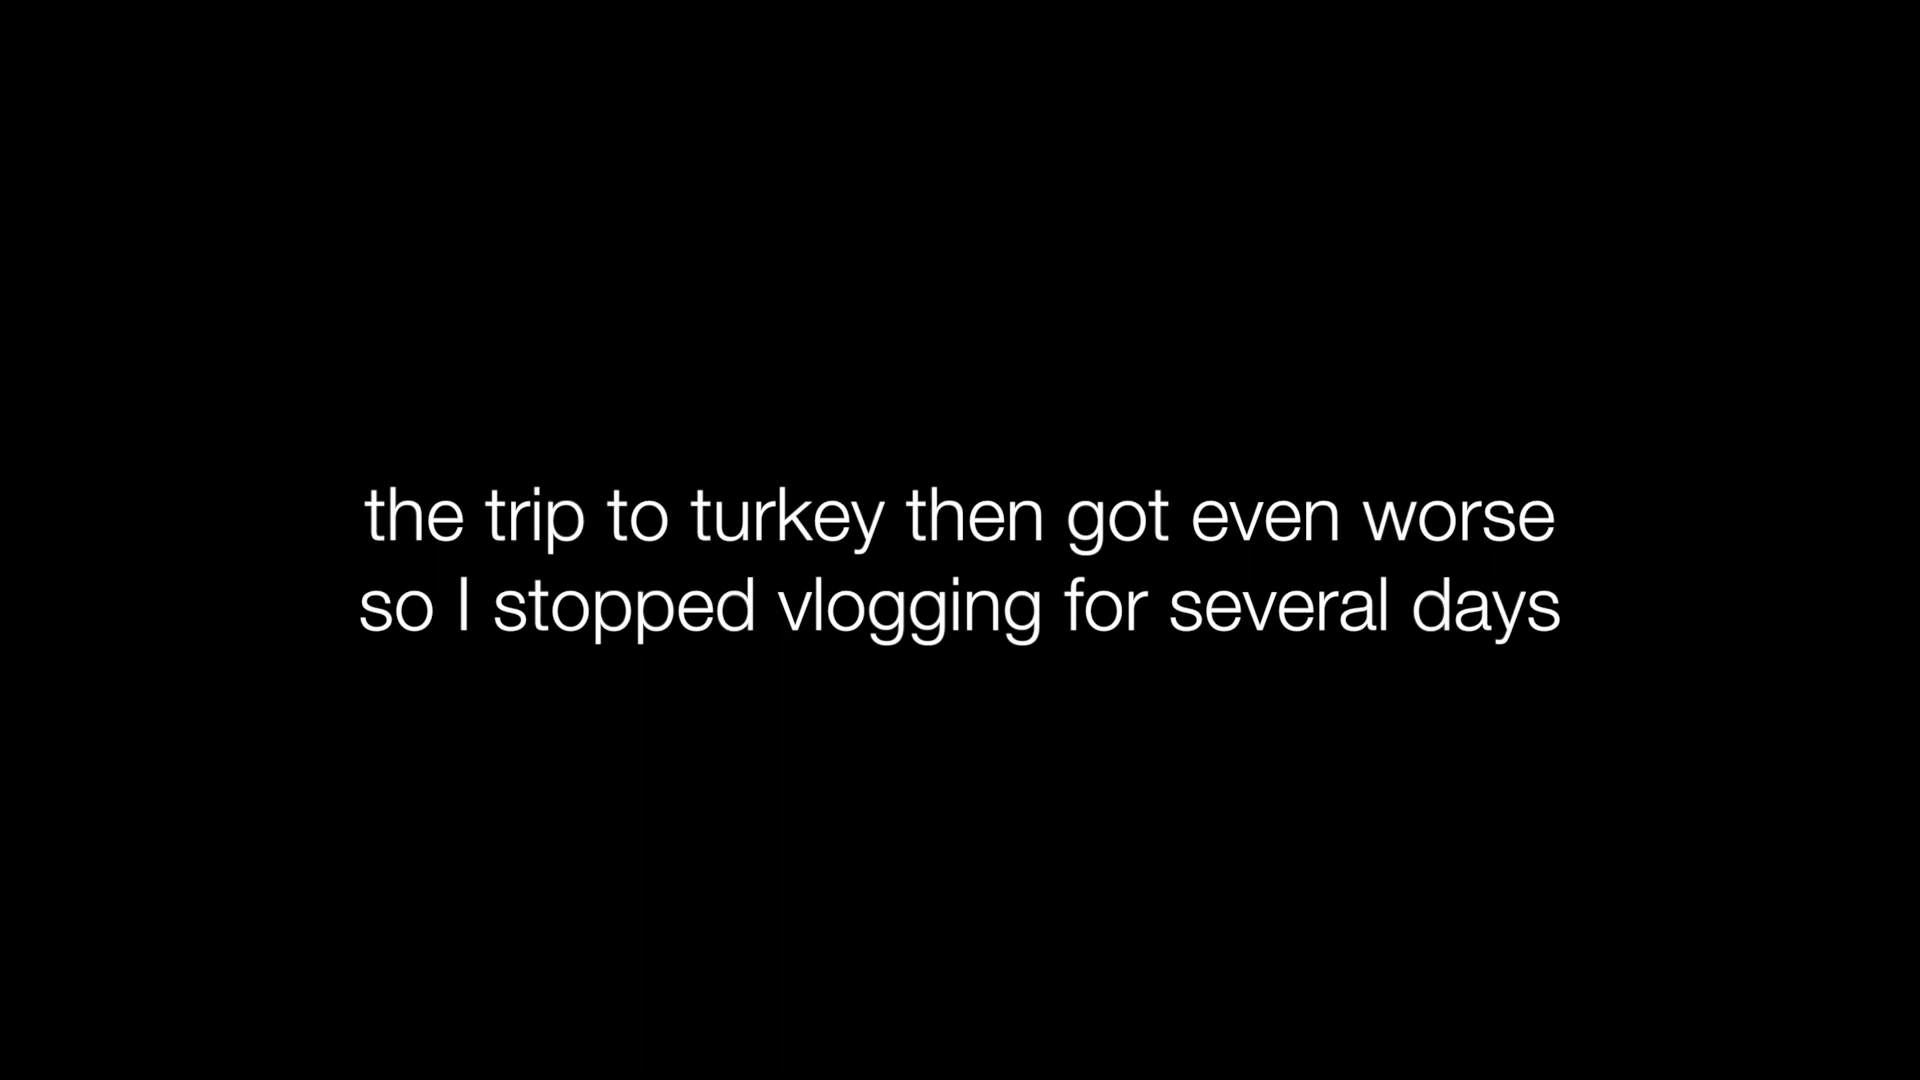 the trip to turkey then got even worse
so I stopped vlogging for several days